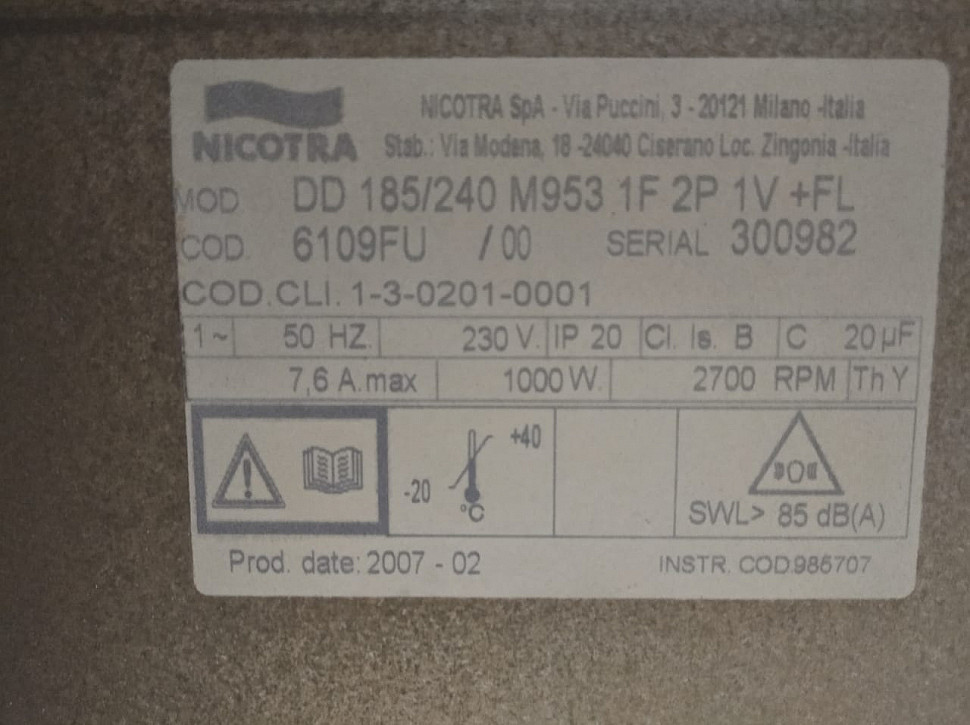 NICOTRA
NICOTRA SpA - Via Puccini, 3 - 20121 Milano -Italia
Stab.: Via Modena, 18 -24040 Ciserano Loc. Zingonia -Italia
MOD. DD 185/240 M953 1F 2P 1V +FL
COD. 6109FU / 00 SERIAL 300982
COD.CLI. 1-3-0201-0001
1~ 50 HZ. 230 V. IP 20 Cl. Is. B C 20 µF
7,6 A.max 1000 W. 2700 RPM Th Y
+40
-20
°C
SWL> 85 dB(A)
Prod. date: 2007 - 02 INSTR. COD.985707